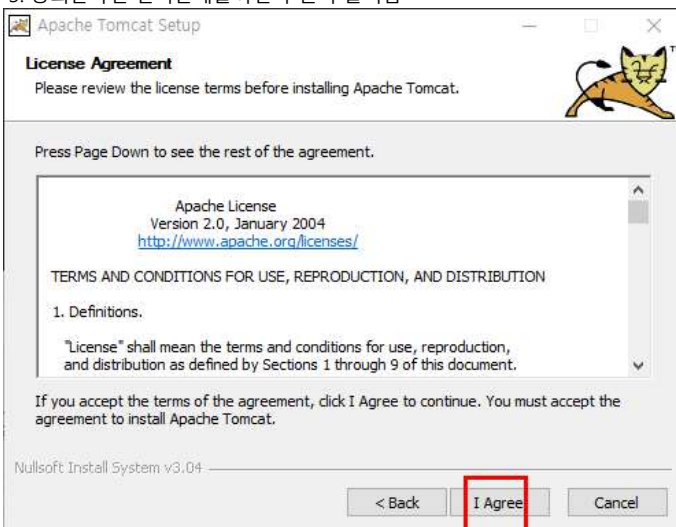 Apache Tomcat Setup
License Agreement
Please review the license terms before installing Apache Tomcat.
TM
Press Page Down to see the rest of the agreement.
Apache License
Version 2.0, January 2004
http://www.apache.org/licenses/
TERMS AND CONDITIONS FOR USE, REPRODUCTION, AND DISTRIBUTION
1. Definitions.
"License" shall mean the terms and conditions for use, reproduction,
and distribution as defined by Sections 1 through 9 of this document.
If you accept the terms of the agreement, click I Agree to continue. You must accept the
agreement to install Apache Tomcat.
Nullsoft Install System v3.04
< Back I Agree Cancel